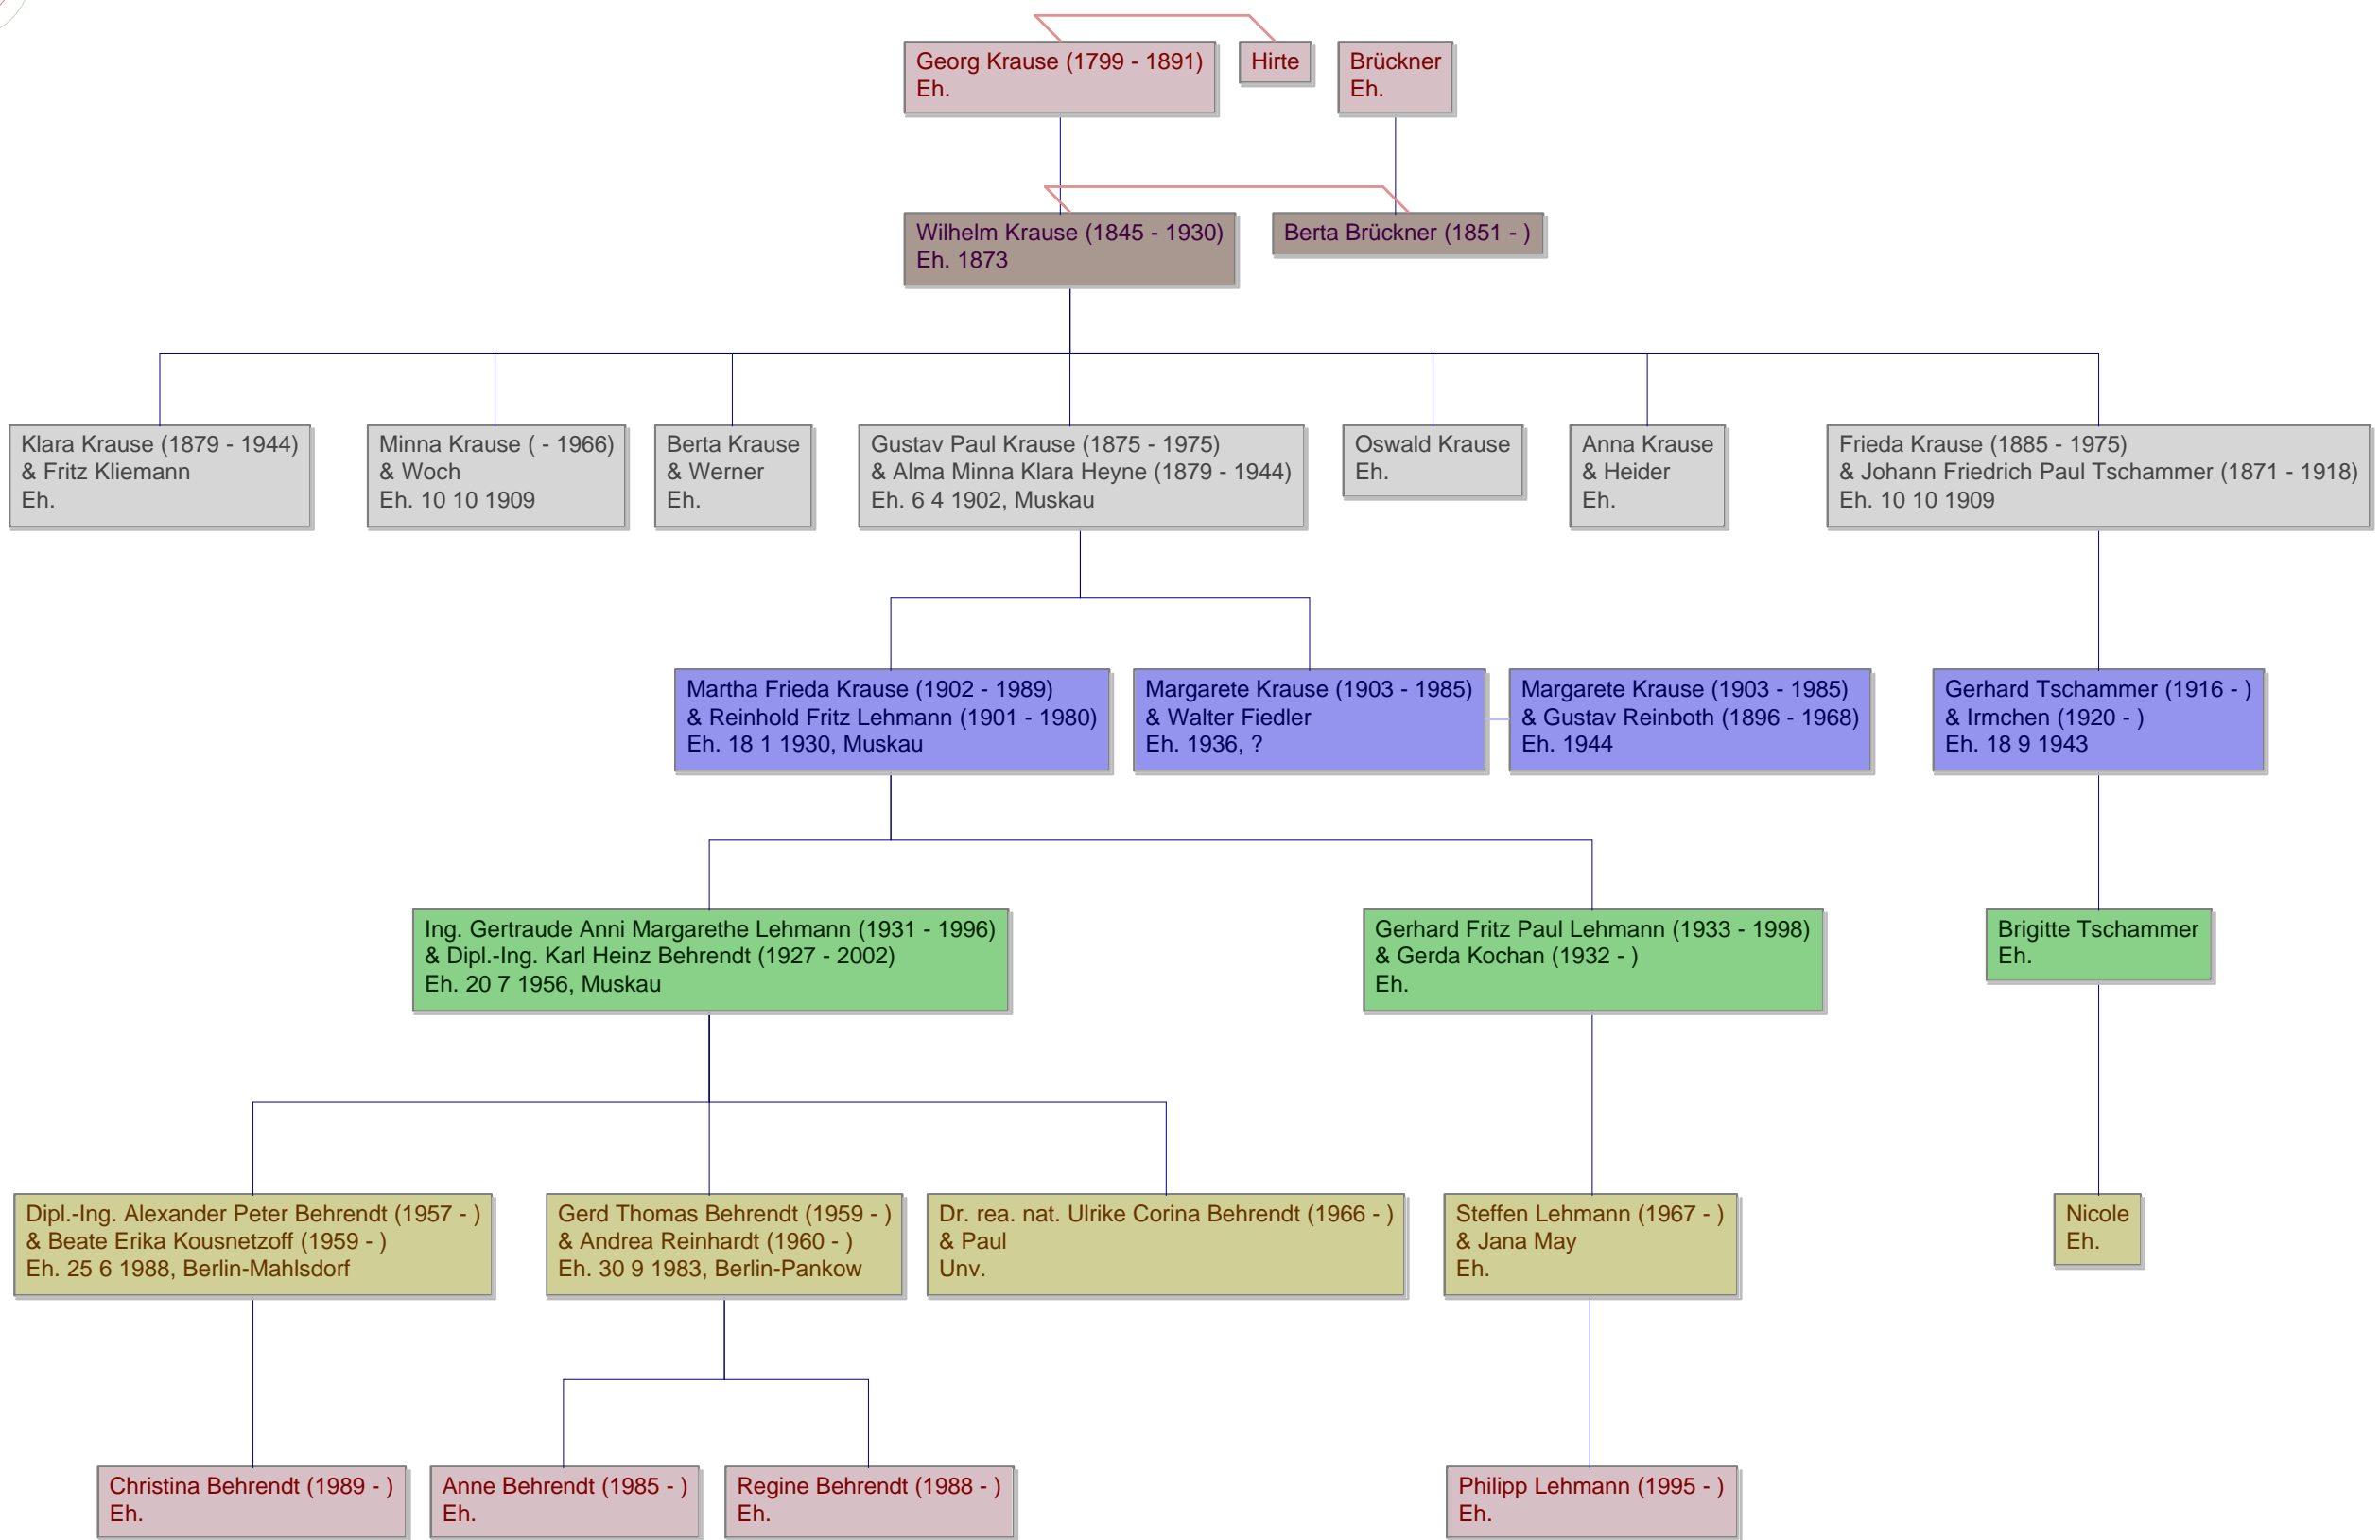 Georg Krause (1799 - 1891)
Eh.
Hirte
Brückner
Eh.
Wilhelm Krause (1845 - 1930)
Eh. 1873
Berta Brückner (1851 - )
Klara Krause (1879 - 1944)
& Fritz Kliemann
Eh.
Minna Krause ( - 1966)
& Woch
Eh. 10 10 1909
Berta Krause
& Werner
Eh.
Gustav Paul Krause (1875 - 1975)
& Alma Minna Klara Heyne (1879 - 1944)
Eh. 6 4 1902, Muskau
Oswald Krause
Eh.
Anna Krause
& Heider
Eh.
Frieda Krause (1885 - 1975)
& Johann Friedrich Paul Tschammer (1871 - 1918)
Eh. 10 10 1909
Martha Frieda Krause (1902 - 1989)
& Reinhold Fritz Lehmann (1901 - 1980)
Eh. 18 1 1930, Muskau
Margarete Krause (1903 - 1985)
& Walter Fiedler
Eh. 1936, ?
Margarete Krause (1903 - 1985)
& Gustav Reinboth (1896 - 1968)
Eh. 1944
Gerhard Tschammer (1916 - )
& Irmchen (1920 - )
Eh. 18 9 1943
Ing. Gertraude Anni Margarethe Lehmann (1931 - 1996)
& Dipl.-Ing. Karl Heinz Behrendt (1927 - 2002)
Eh. 20 7 1956, Muskau
Gerhard Fritz Paul Lehmann (1933 - 1998)
& Gerda Kochan (1932 - )
Eh.
Brigitte Tschammer
Eh.
Dipl.-Ing. Alexander Peter Behrendt (1957 - )
& Beate Erika Kousnetzoff (1959 - )
Eh. 25 6 1988, Berlin-Mahlsdorf
Gerd Thomas Behrendt (1959 - )
& Andrea Reinhardt (1960 - )
Eh. 30 9 1983, Berlin-Pankow
Dr. rea. nat. Ulrike Corina Behrendt (1966 - )
& Paul
Unv.
Steffen Lehmann (1967 - )
& Jana May
Eh.
Nicole
Eh.
Christina Behrendt (1989 - )
Eh.
Anne Behrendt (1985 - )
Eh.
Regine Behrendt (1988 - )
Eh.
Philipp Lehmann (1995 - )
Eh.